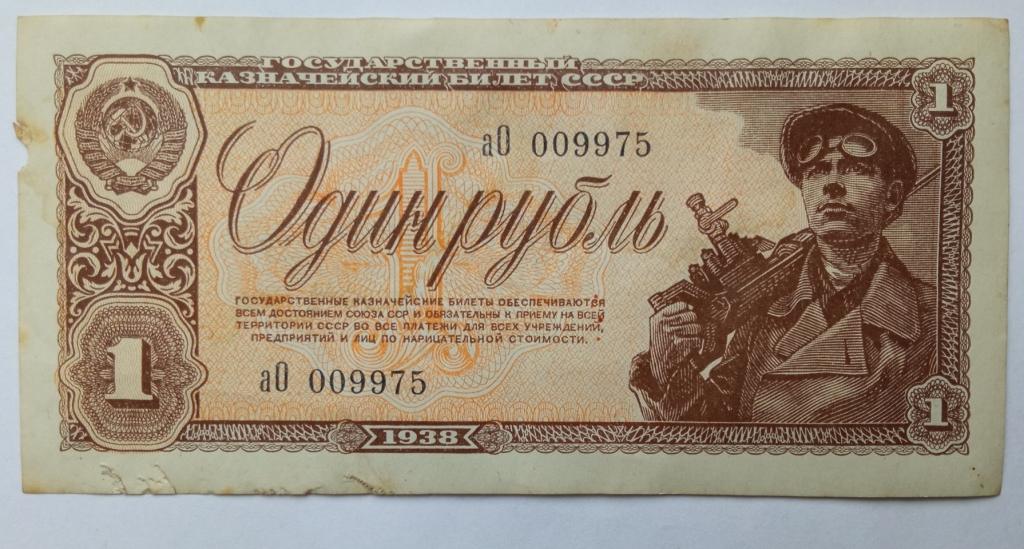 ГОСУДАРСТВЕННЫЙ
КАЗНАЧЕЙСКИЙ БИЛЕТ СССР
1
аО 009975
Один рубль
ГОСУДАРСТВЕННЫЕ КАЗНАЧЕЙСКИЕ БИЛЕТЫ ОБЕСПЕЧИВАЮТСЯ
ВСЕМ ДОСТОЯНИЕМ СОЮЗА ССР И ОБЯЗАТЕЛЬНЫ К ПРИЕМУ НА ВСЕЙ
ТЕРРИТОРИИ СССР ВО ВСЕ ПЛАТЕЖИ ДЛЯ ВСЕХ УЧРЕЖДЕНИЙ,
ПРЕДПРИЯТИЙ И ЛИЦ ПО НАРИЦАТЕЛЬНОЙ СТОИМОСТИ.
1
аО 009975
1
1938